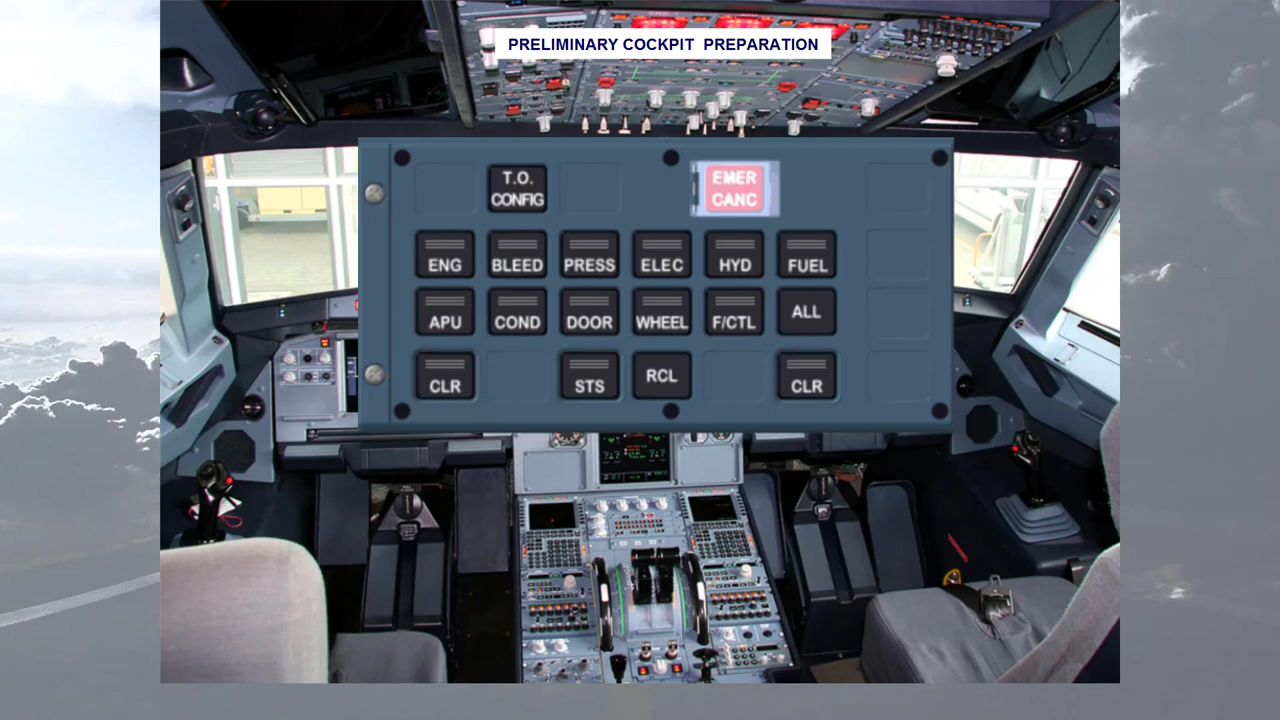 PRELIMINARY COCKPIT  PREPARATION
T.O.
CONFIG
EMER
CANC
ENG
BLEED
PRESS
ELEC
HYD
FUEL
APU
COND
DOOR
WHEEL
F/CTL
ALL
CLR
STS
RCL
CLR